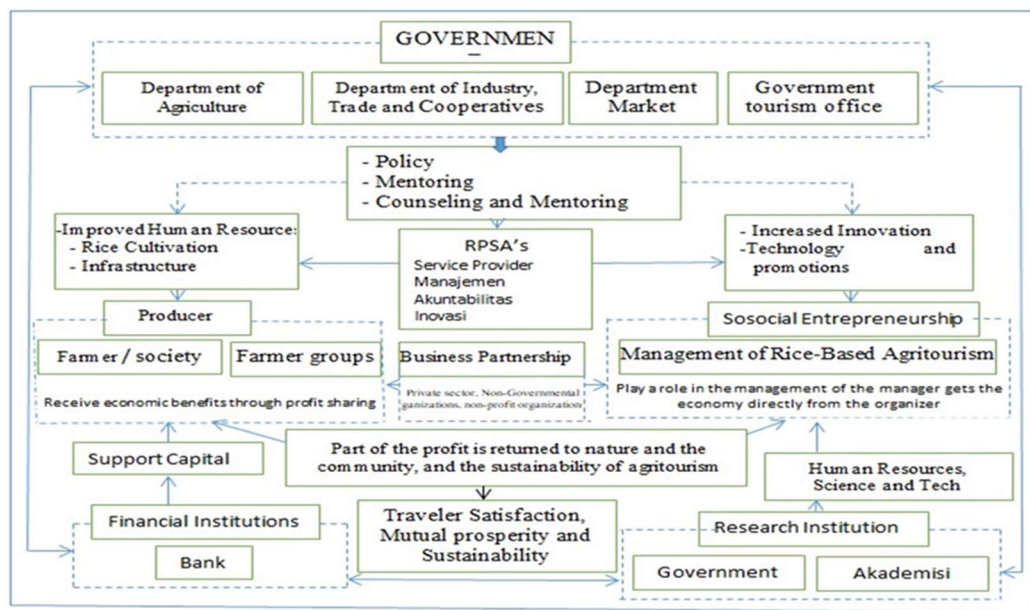 GOVERNMEN
Department of
Agriculture
Department of Industry,
Trade and Cooperatives
Department
Market
Government
tourism office
- Policy
- Mentoring
- Counseling and Mentoring
-Improved Human Resource:
- Rice Cultivation
- Infrastructure
RPSA's
Service Provider
Manajemen
Akuntabilitas
Inovasi
- Increased Innovation
-Technology and
promotions
Producer
Farmer / society
Farmer groups
Receive economic benefits through profit sharing
Business Partnership
Private sector, Non-Governmental
ganizations, non-profit organization
Sosocial Entrepreneurship
Management of Rice-Based Agritourism
Play a role in the management of the manager gets the
economy directly from the organizer
Part of the profit is returned to nature and the
community, and the sustainability of agritourism
Support Capital
Human Resources,
Science and Tech
Financial Institutions
Bank
Traveler Satisfaction,
Mutual prosperity and
Sustainability
Research Institution
Government
Akademisi